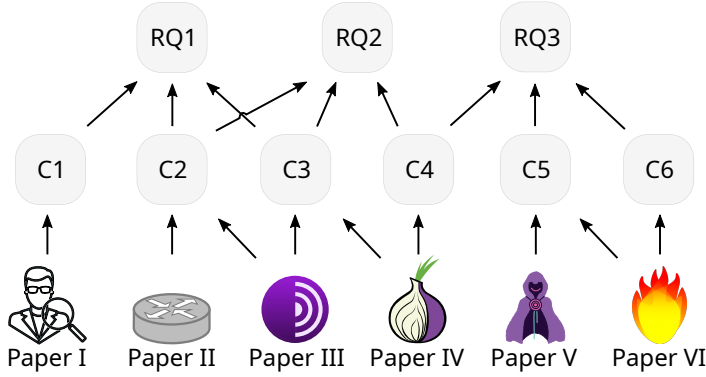 RQ1 RQ2 RQ3
C1 C2 C3 C4 C5 C6
Paper I Paper II Paper III Paper IV Paper V Paper VI